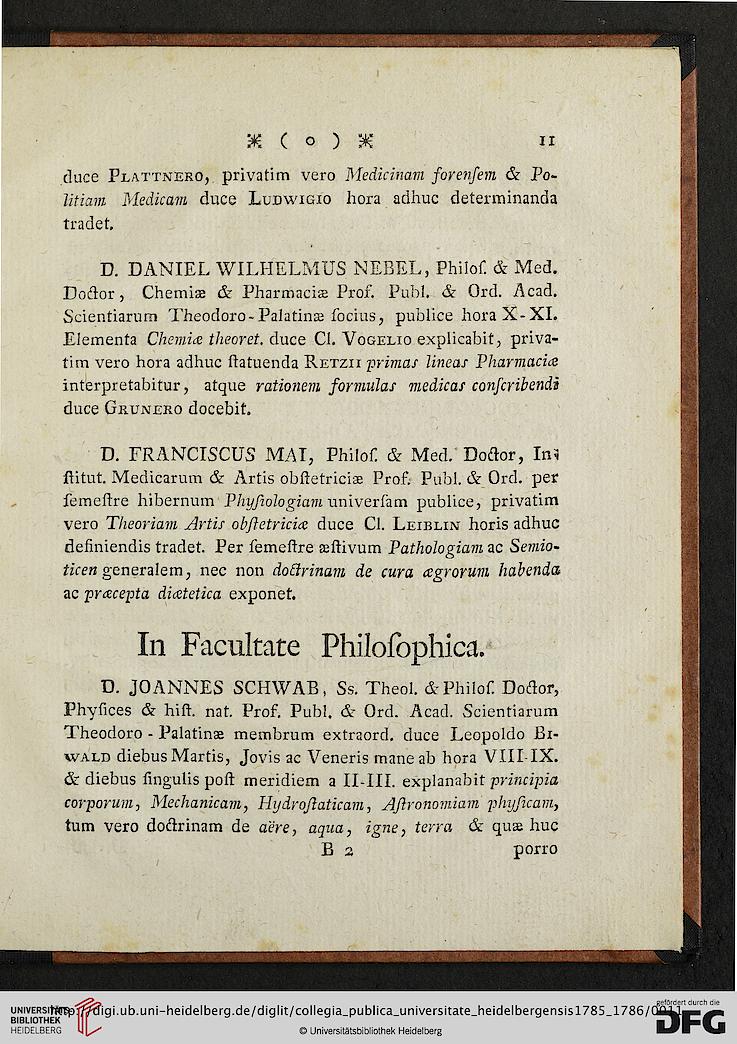 ※ ( o ) ※ 11
duce Plattnero, privatim vero Medicinam forenſem & Po-
litiam Medicam duce Ludwigio hora adhuc determinanda
tradet.
D. DANIEL WILHELMUS NEBEL, Philoſ. & Med.
Doctor, Chemiæ & Pharmaciæ Prof. Publ. & Ord. Acad.
Scientiarum Theodoro-Palatinæ ſocius, publice hora X-XI.
Elementa Chemiæ theoret. duce Cl. Vogelio explicabit, priva-
tim vero hora adhuc ſtatuenda Retzii primas lineas Pharmaciæ
interpretabitur, atque rationem formulas medicas conſcribendi
duce Grunero docebit.
D. FRANCISCUS MAI, Philoſ. & Med. Doctor, In-
ſtitut. Medicarum & Artis obſtetriciæ Prof. Publ. & Ord. per
ſemeſtre hibernum Phyſiologiam univerſam publice, privatim
vero Theoriam Artis obſtetriciæ duce Cl. Leiblin horis adhuc
definiendis tradet. Per ſemeſtre æſtivum Pathologiam ac Semio-
ticen generalem, nec non doctrinam de cura ægrorum habenda
ac præcepta diætetica exponet.
In Facultate Philoſophica.
D. JOANNES SCHWAB, Ss. Theol. & Philoſ. Doctor,
Phyſices & hiſt. nat. Prof. Publ. & Ord. Acad. Scientiarum
Theodoro - Palatinæ membrum extraord. duce Leopoldo Bi-
wald diebus Martis, Jovis ac Veneris mane ab hora VIII-IX.
& diebus ſingulis poſt meridiem a II-III. explanabit principia
corporum, Mechanicam, Hydroſtaticam, Aſtronomiam phyſicam,
tum vero doctrinam de aëre, aqua, igne, terra & quæ huc
B 2 porro
UNIVERSITÄTS-
BIBLIOTHEK
HEIDELBERG
http://digi.ub.uni-heidelberg.de/diglit/collegia_publica_universitate_heidelbergensis1785_1786/0011
© Universitätsbibliothek Heidelberg
gefördert durch die
DFG